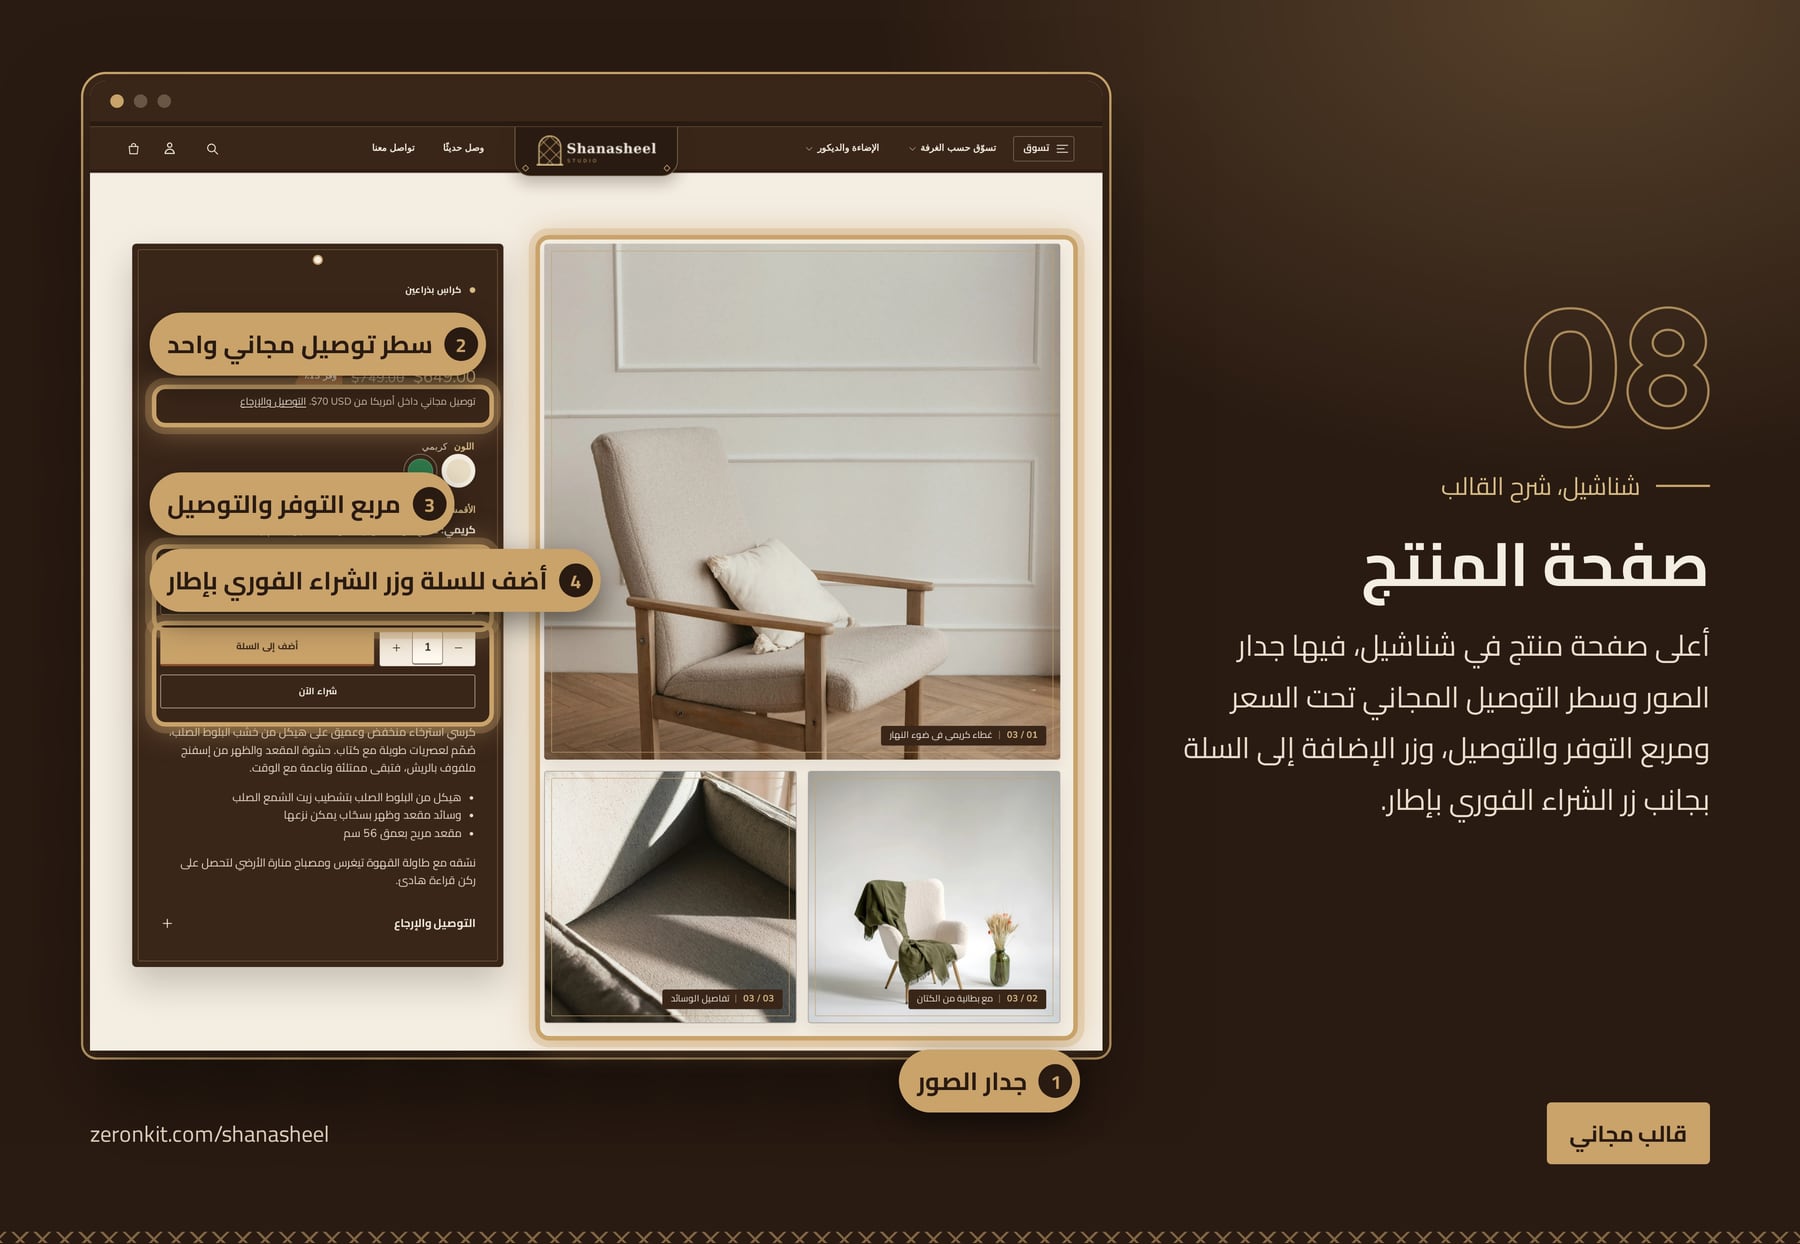 تسوق
تسوّق حسب الغرفة
الإضاءة والديكور
Shanasheel
STUDIO
وصل حديثًا
تواصل معنا
08
شناشيل، شرح القالب
صفحة المنتج
أعلى صفحة منتج في شناشيل، فيها جدار
الصور وسطر التوصيل المجاني تحت السعر
ومربع التوفر والتوصيل، وزر الإضافة إلى السلة
بجانب زر الشراء الفوري بإطار.
غطاء كريمي في ضوء النهار | 03 / 01
مع بطانية من الكتان | 03 / 02
تفاصيل الوسائد | 03 / 03
1 جدار الصور
كراسٍ بذراعين
2 سطر توصيل مجاني واحد
$649.00 $749.00
توصيل مجاني داخل أمريكا من 70 USD$. التوصيل والإرجاع
اللون كريمي
3 مربع التوفر والتوصيل
كريمي
4 أضف للسلة وزر الشراء الفوري بإطار
− 1 +
أضف إلى السلة
شراء الآن
كرسي استرخاء منخفض وعميق على هيكل من خشب البلوط الصلب،
صُمّم لعصريات طويلة مع كتاب. حشوة المقعد والظهر من إسفنج
ملفوف بالريش، فتبقى ممتلئة وناعمة مع الوقت.
• هيكل من البلوط الصلب بتشطيب زيت الشمع الصلب
• وسائد مقعد وظهر بسحّاب يمكن نزعها
• مقعد مريح بعمق 56 سم
نسّقه مع طاولة القهوة تيغرس ومصباح منارة الأرضي لتحصل على
ركن قراءة هادئ.
التوصيل والإرجاع +
zeronkit.com/shanasheel
قالب مجاني